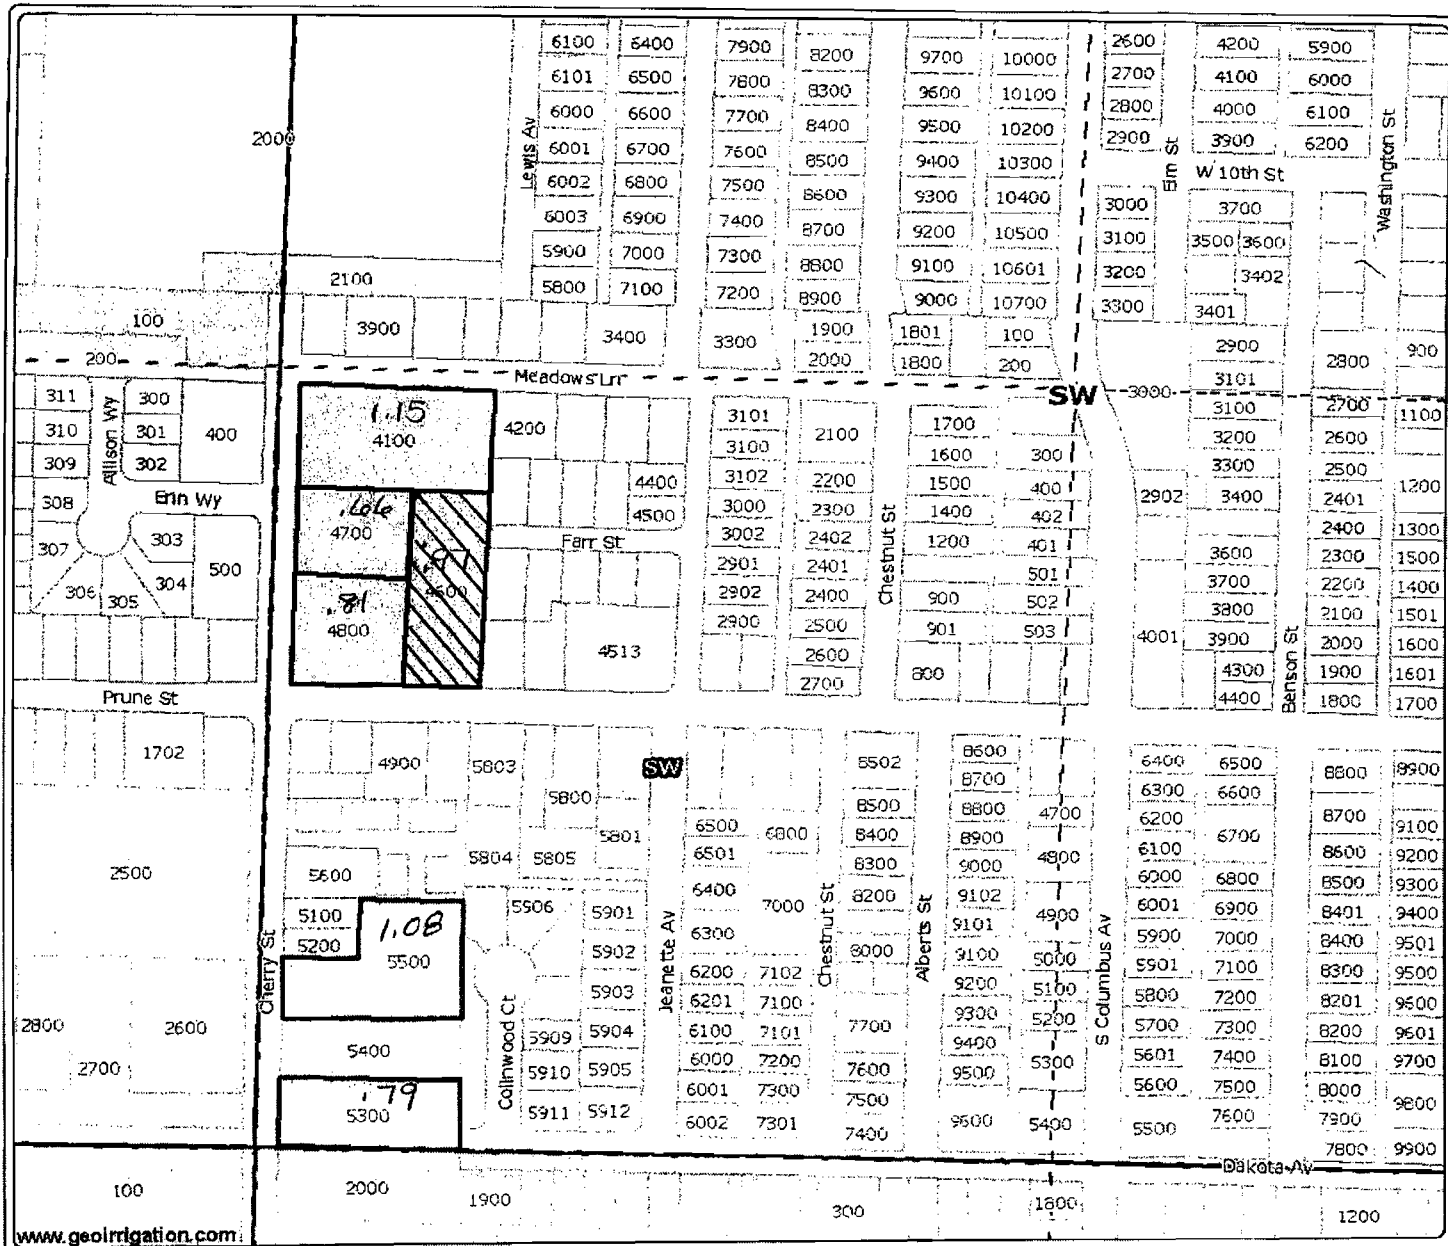 6100 6400 7900 8200 9700 10000 2600 4200 5900
6101 6500 7800 8300 9600 10100 2700 4100 6000
6000 6600 7700 8400 9500 10200 2800 4000 6100
2000 Lewis Av 6001 6700 7600 8500 9400 10300 2900 Elm St 3900 6200 Washington St
W 10th St
6002 6800 7500 8600 9300 10400 3000 3700
6003 6900 7400 8700 9200 10500 3100 3500 3600
5900 7000 7300 8800 9100 10601 3200 3402
2100 5800 7100 7200 8900 9000 10700 3300 3401
100 3900 3400 3300 1900 1801 100 2900 2800 900
200 2000 1800 200 3101
Meadows Ln SW 3000
311 Allison Wy 300 400 1.15 4200 3101 2100 1700 3100 2700 1100
310 301 4100 3100 1600 300 3200 2600
309 302 4400 3102 2200 1500 400 2902 3300 2500 1200
308 Erin Wy .66 4500 3000 2300 1400 402 3400 2401
307 303 500 4700 .97 Farr St 3002 2402 Chestnut St 1200 401 3600 2400 1300
304 4600 2901 2401 501 3700 2300 1500
306 305 .81 2902 2400 900 502 3800 2200 1400
4800 4513 2900 2500 901 503 4001 3900 2100 1501
2600 800 4300 Benson St 2000 1600
2700 4400 1900 1601
Prune St 1800 1700
1702 4900 5803 SW 8502 8600 6400 6500 8800 8900
5800 8700 6300 6600
5801 6500 6800 8500 8800 4700 6200 6700 8700 9100
2500 5804 5805 6501 8400 8900 4800 6100 8600 9200
5600 6400 8300 9000 6000 6800 8500 9300
5100 1.08 5906 5901 7000 Chestnut St 8200 Alberts St 9102 4900 6001 6900 8401 9400
5200 5500 5902 Jeanette Av 6300 8000 9101 5000 S Columbus Av 5900 7000 8400 9501
Cherry St 6200 7102 9100 5901 7100 8300 9500
5903 6201 7100 9200 5100 5800 7200 8201 9600
2800 2600 5909 5904 6100 7101 7700 9300 5200 5700 7300 8200 9601
2700 5400 Collinwood Ct 5910 5905 6000 7200 7600 9400 5300 5601 7400 8100 9700
.79 6001 7300 7500 9500 5600 7500 8000 9800
5300 5911 5912 6002 7301 7400 9600 5400 5500 7600 7900
7800 9900
Dakota Av
100 2000 1900 300 1800 1200
www.geoirrigation.com